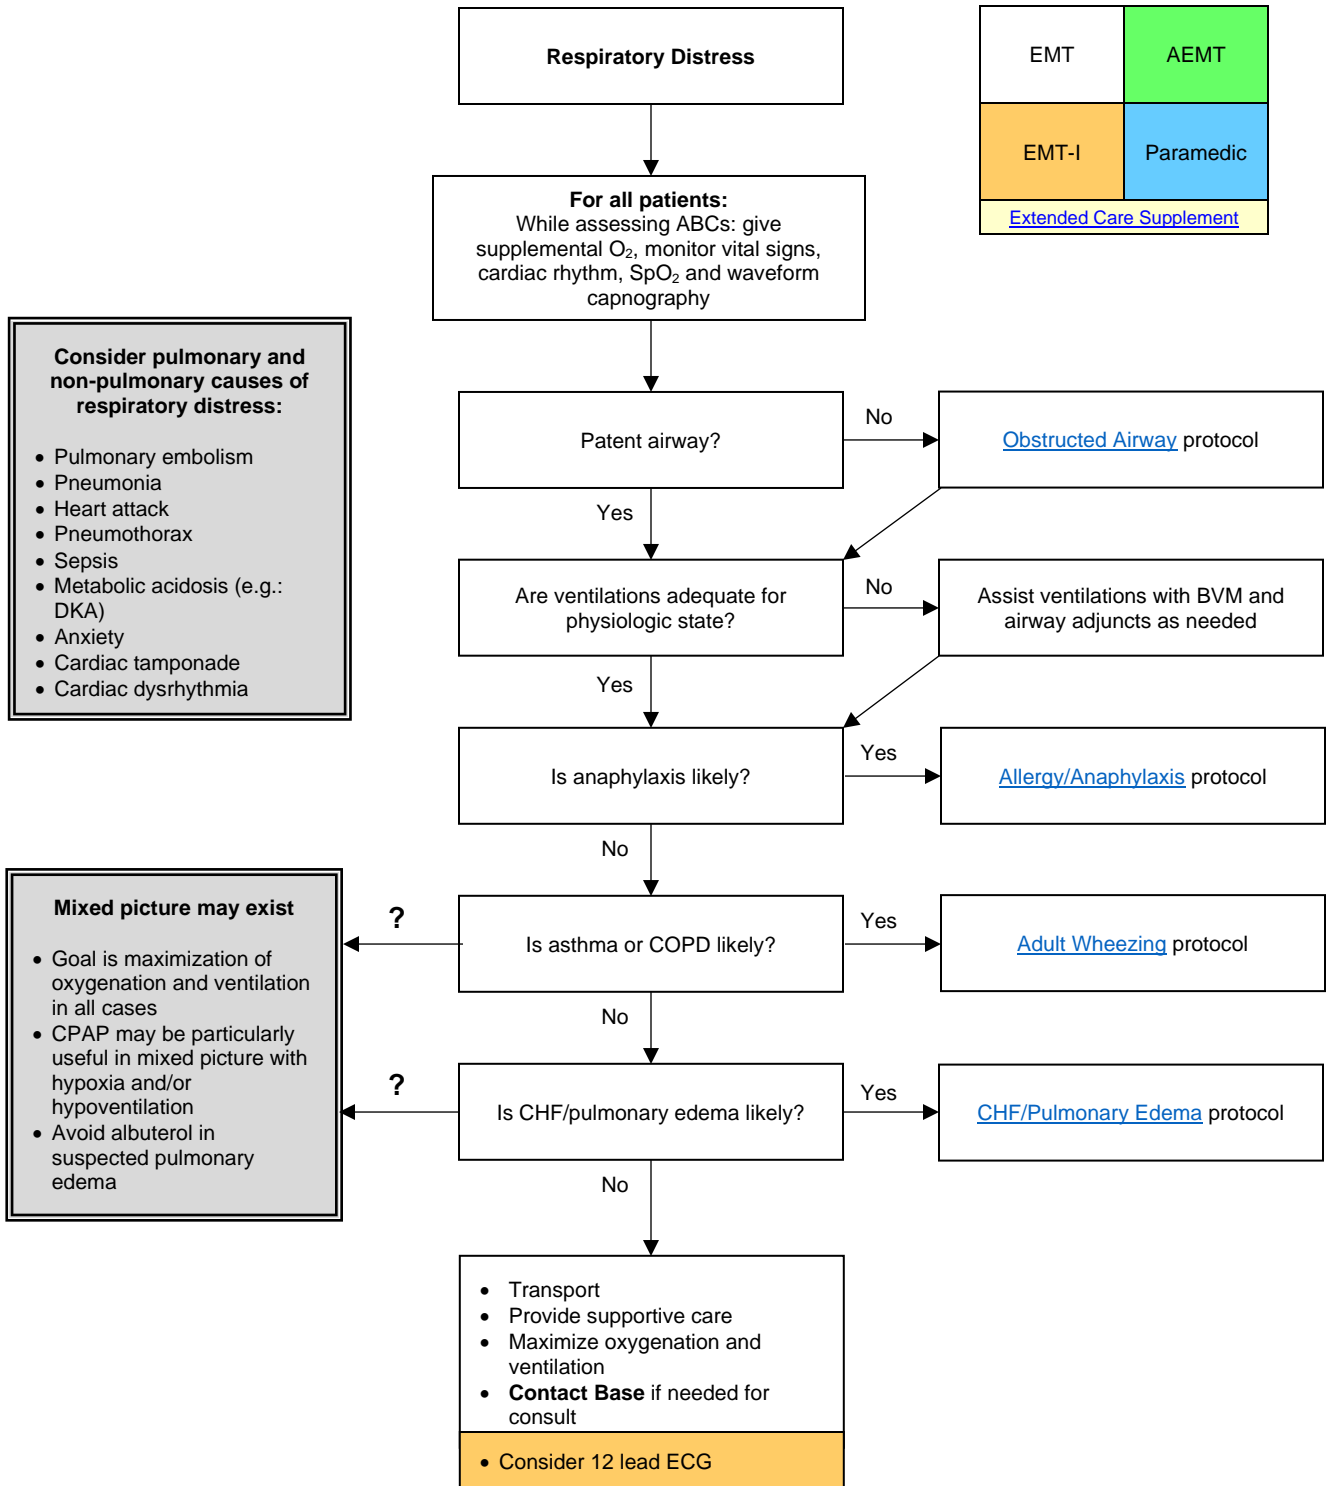 Respiratory Distress
EMT
AEMT
EMT-I
Paramedic
Extended Care Supplement
For all patients:
While assessing ABCs: give
supplemental O₂, monitor vital signs,
cardiac rhythm, SpO₂ and waveform
capnography
Consider pulmonary and
non-pulmonary causes of
respiratory distress:
• Pulmonary embolism
• Pneumonia
• Heart attack
• Pneumothorax
• Sepsis
• Metabolic acidosis (e.g.:
DKA)
• Anxiety
• Cardiac tamponade
• Cardiac dysrhythmia
Patent airway?
No
Obstructed Airway protocol
Yes
Are ventilations adequate for
physiologic state?
No
Assist ventilations with BVM and
airway adjuncts as needed
Yes
Is anaphylaxis likely?
Yes
Allergy/Anaphylaxis protocol
No
Mixed picture may exist
• Goal is maximization of
oxygenation and ventilation
in all cases
• CPAP may be particularly
useful in mixed picture with
hypoxia and/or
hypoventilation
• Avoid albuterol in
suspected pulmonary
edema
?
Is asthma or COPD likely?
Yes
Adult Wheezing protocol
No
?
Is CHF/pulmonary edema likely?
Yes
CHF/Pulmonary Edema protocol
No
• Transport
• Provide supportive care
• Maximize oxygenation and
ventilation
• Contact Base if needed for
consult
• Consider 12 lead ECG